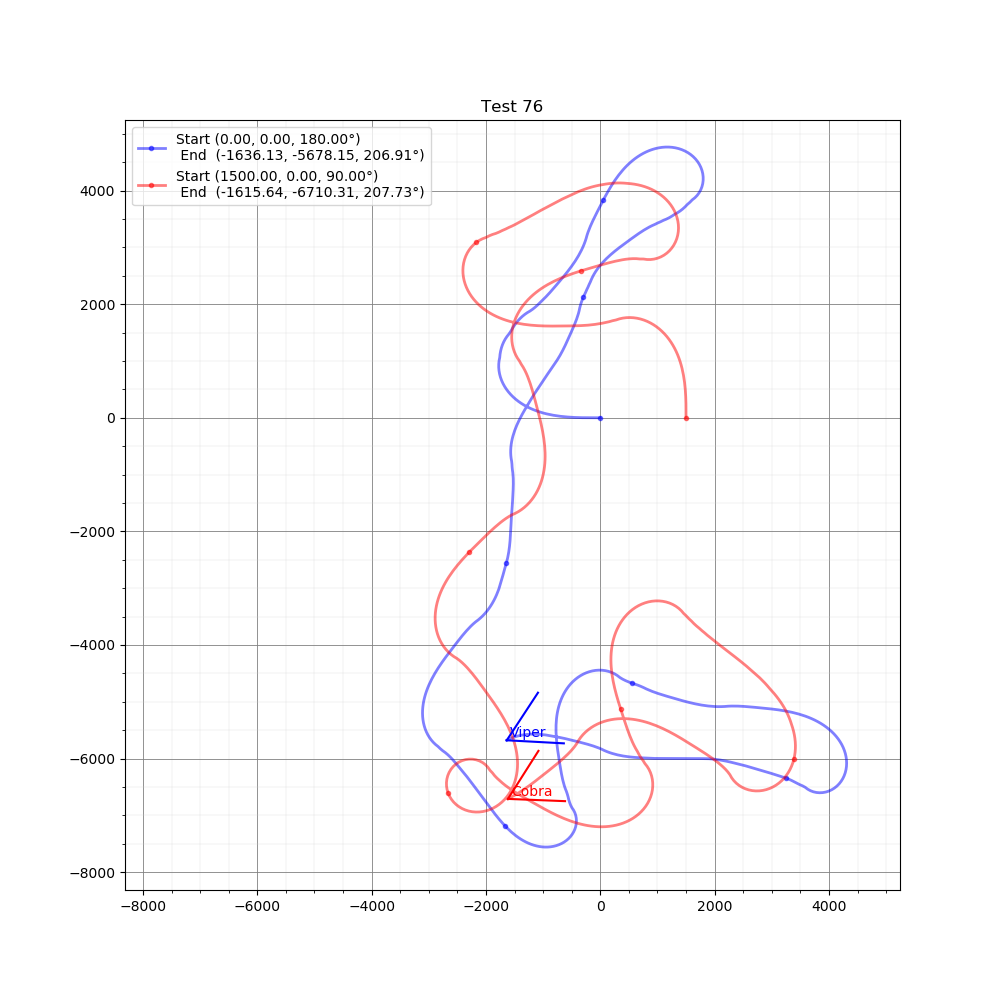 Test 76
Start (0.00, 0.00, 180.00°)
End (-1636.13, -5678.15, 206.91°)
Start (1500.00, 0.00, 90.00°)
End (-1615.64, -6710.31, 207.73°)
4000
2000
0
−2000
−4000
−6000
−8000
Viper
Cobra
−8000 −6000 −4000 −2000 0 2000 4000